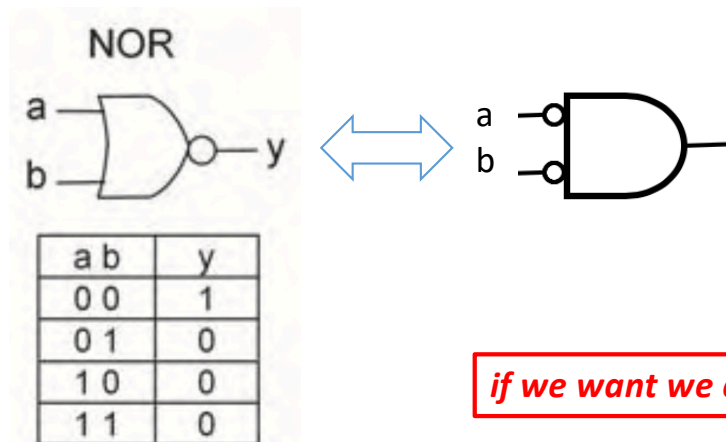 NOR
a
b
y
a
b
a b y
0 0 1
0 1 0
1 0 0
1 1 0
if we want we